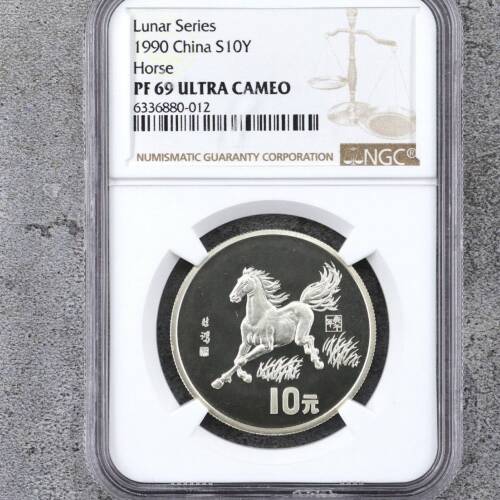 Lunar Series
1990 China S10Y
Horse
PF 69 ULTRA CAMEO
6336880-012
NUMISMATIC GUARANTY CORPORATION
NGC®
10元